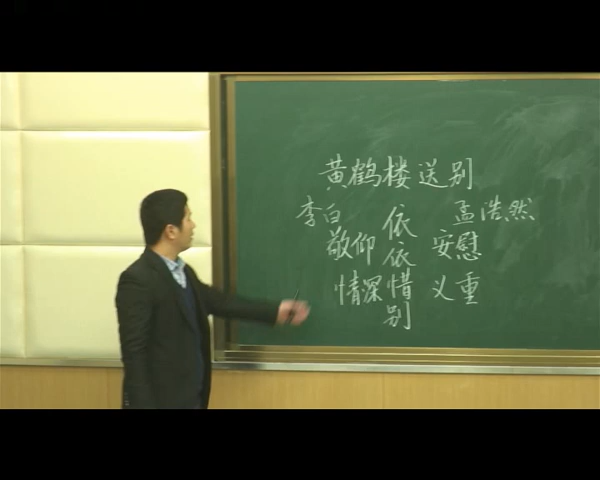 黄鹤楼送别
李白 孟浩然
依依惜别
敬仰 安慰
情深 义重